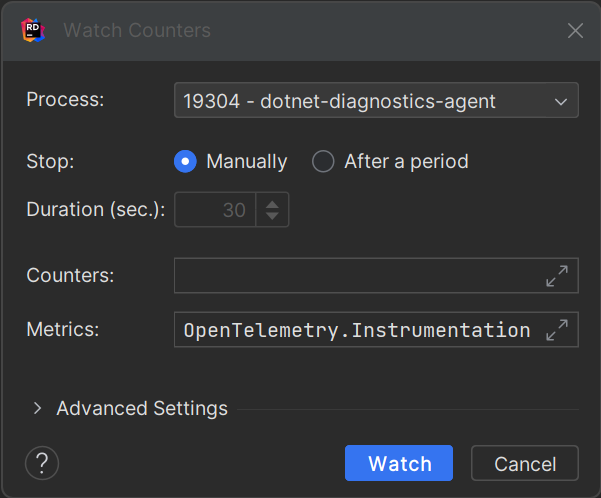 RD Watch Counters
Process: 19304 - dotnet-diagnostics-agent
Stop: Manually After a period
Duration (sec.): 30
Counters:
Metrics: OpenTelemetry.Instrumentation
Advanced Settings
? Watch Cancel